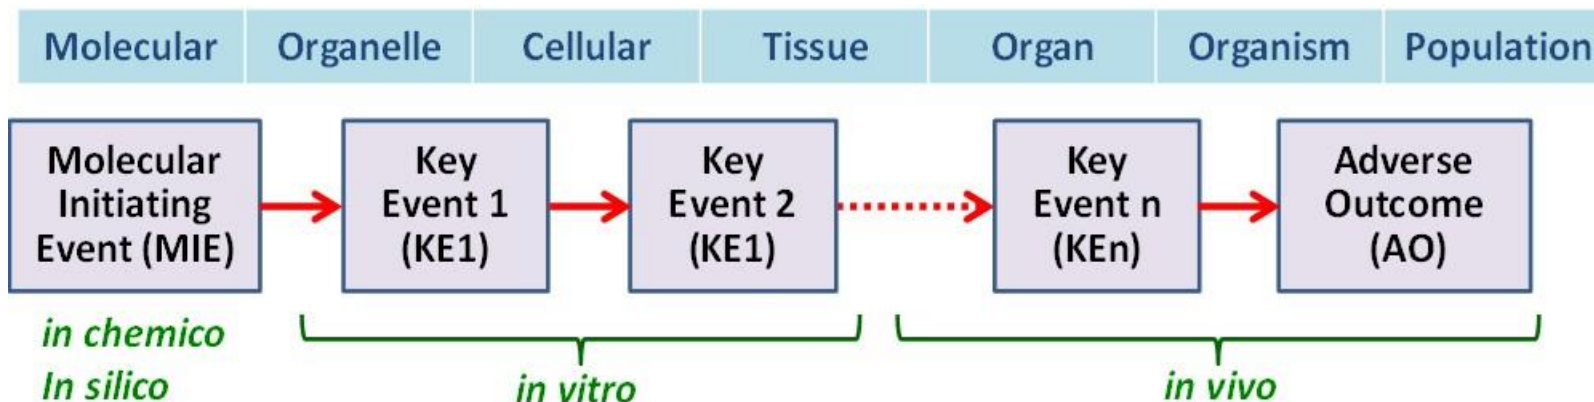 Molecular Organelle Cellular Tissue Organ Organism Population
Molecular
Initiating
Event (MIE)
Key
Event 1
(KE1)
Key
Event 2
(KE1)
Key
Event n
(KEn)
Adverse
Outcome
(AO)
in chemico
In silico
in vitro
in vivo